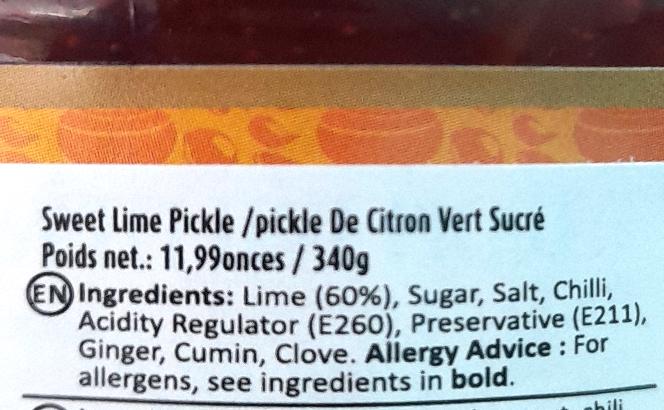 Sweet Lime Pickle /pickle De Citron Vert Sucré
Poids net.: 11,99onces / 340g
EN Ingredients: Lime (60%), Sugar, Salt, Chilli,
Acidity Regulator (E260), Preservative (E211),
Ginger, Cumin, Clove. Allergy Advice : For
allergens, see ingredients in bold.